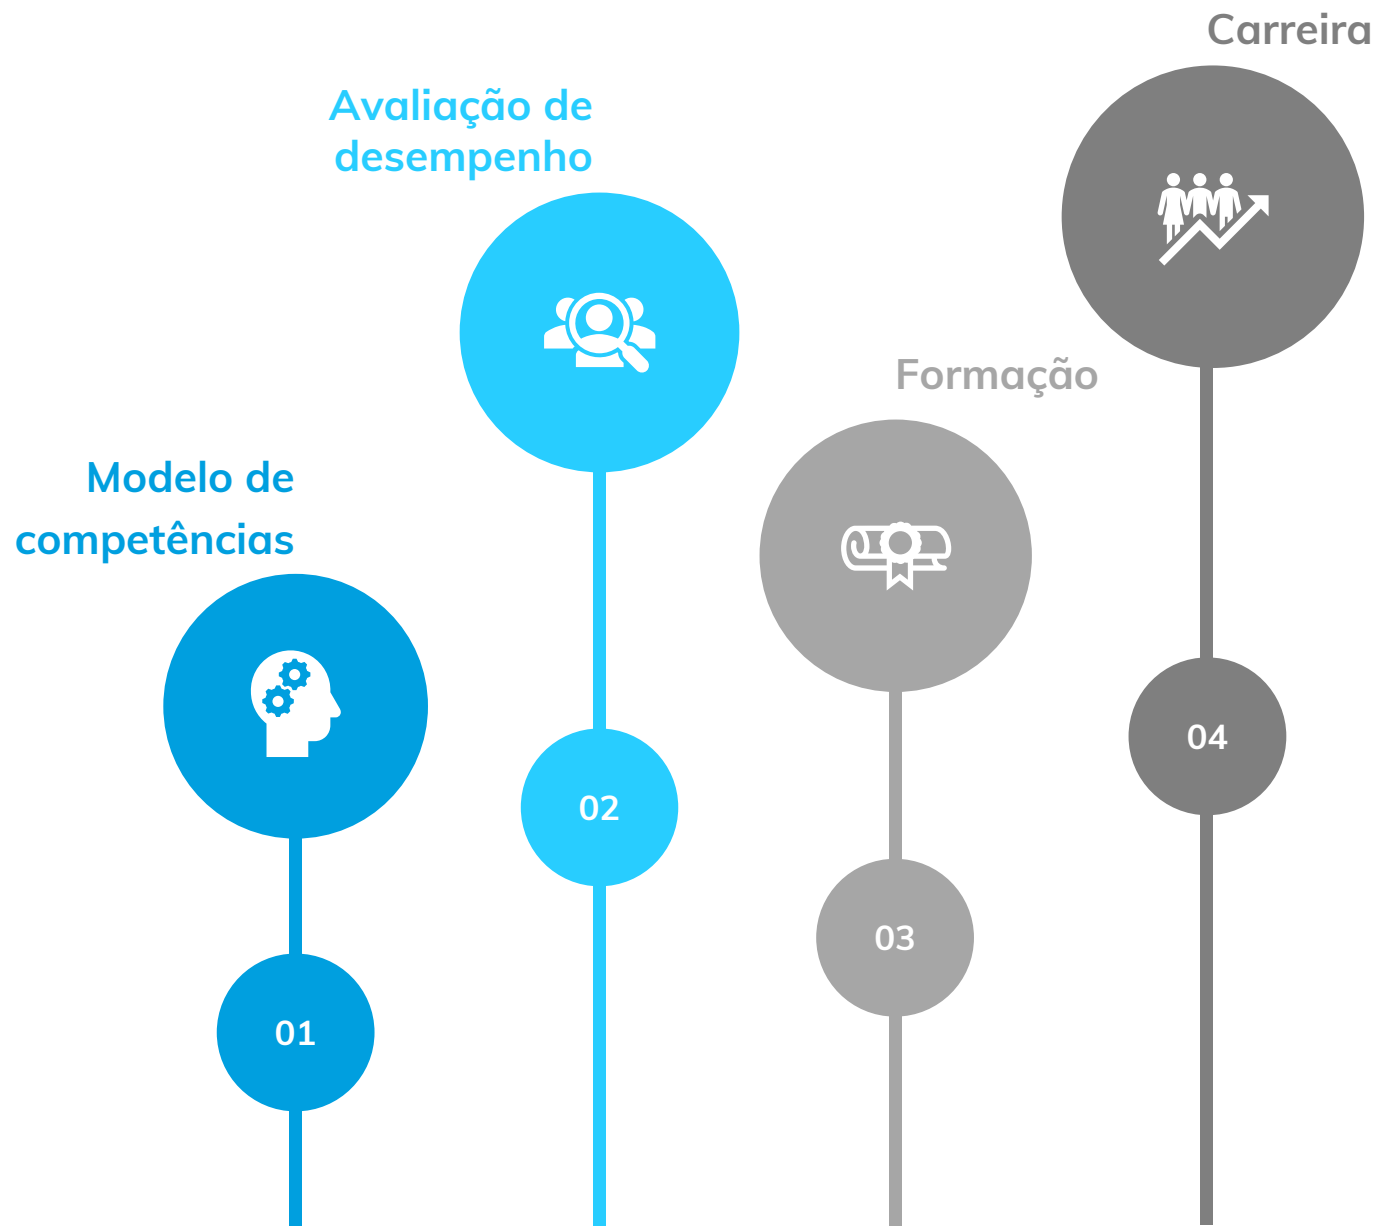 Modelo de
competências
01
Avaliação de
desempenho
02
Formação
03
Carreira
04